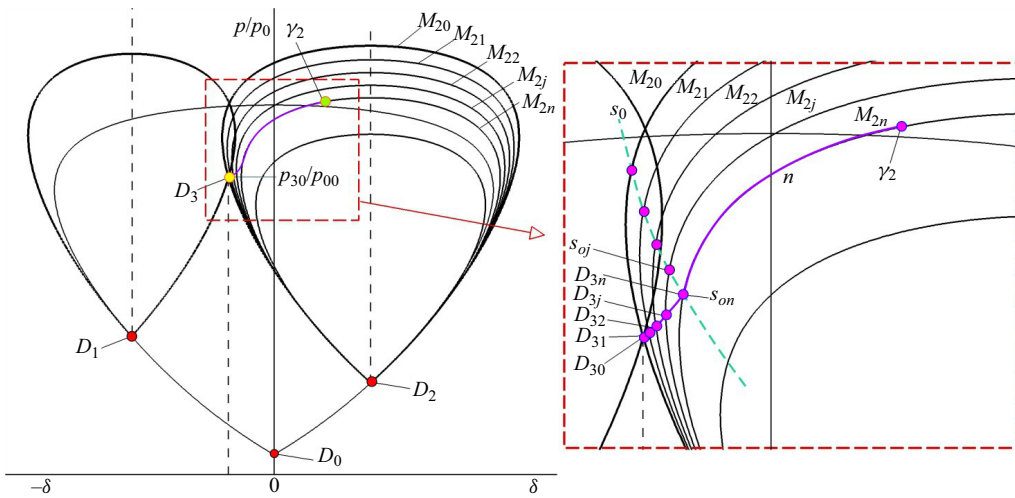 p/p₀ γ₂ M₂₀ M₂₁ M₂₂ M₂ⱼ M₂ₙ
D₃ p₃₀/p₀₀
D₁ D₂ D₀
–δ 0 δ
M₂₀ M₂₁ M₂₂ M₂ⱼ M₂ₙ
s₀ n γ₂
sₒⱼ
D₃ₙ sₒₙ
D₃ⱼ
D₃₂
D₃₁
D₃₀